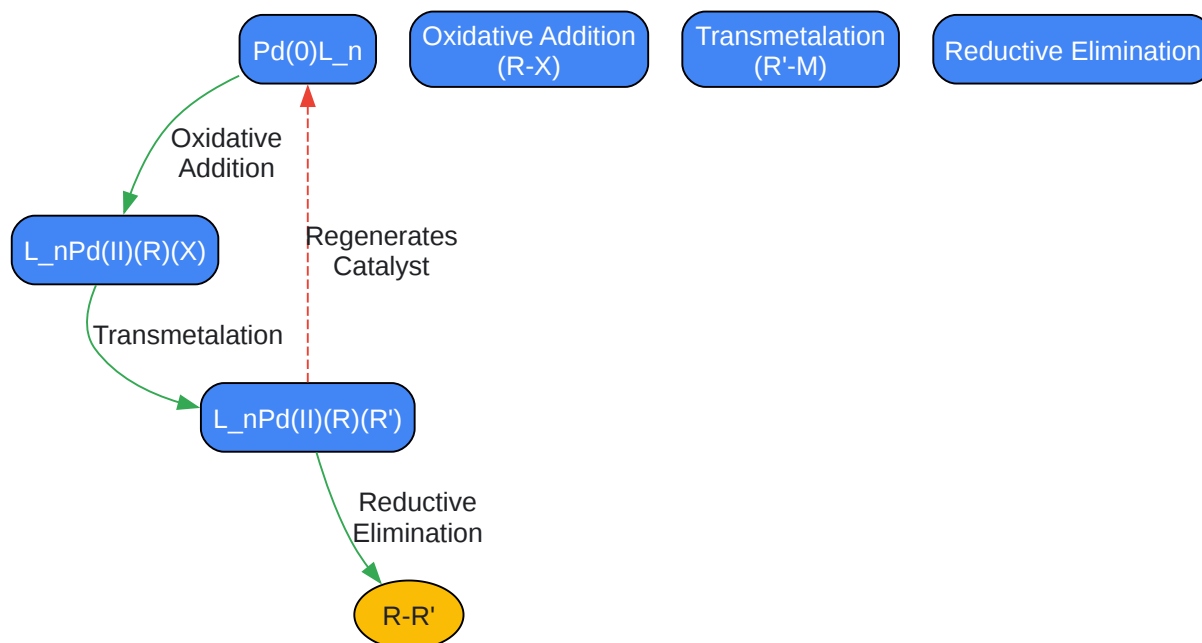 Pd(0)L_n
Oxidative Addition
(R-X)
Transmetalation
(R'-M)
Reductive Elimination
Oxidative
Addition
L_nPd(II)(R)(X)
Regenerates
Catalyst
Transmetalation
L_nPd(II)(R)(R')
Reductive
Elimination
R-R'